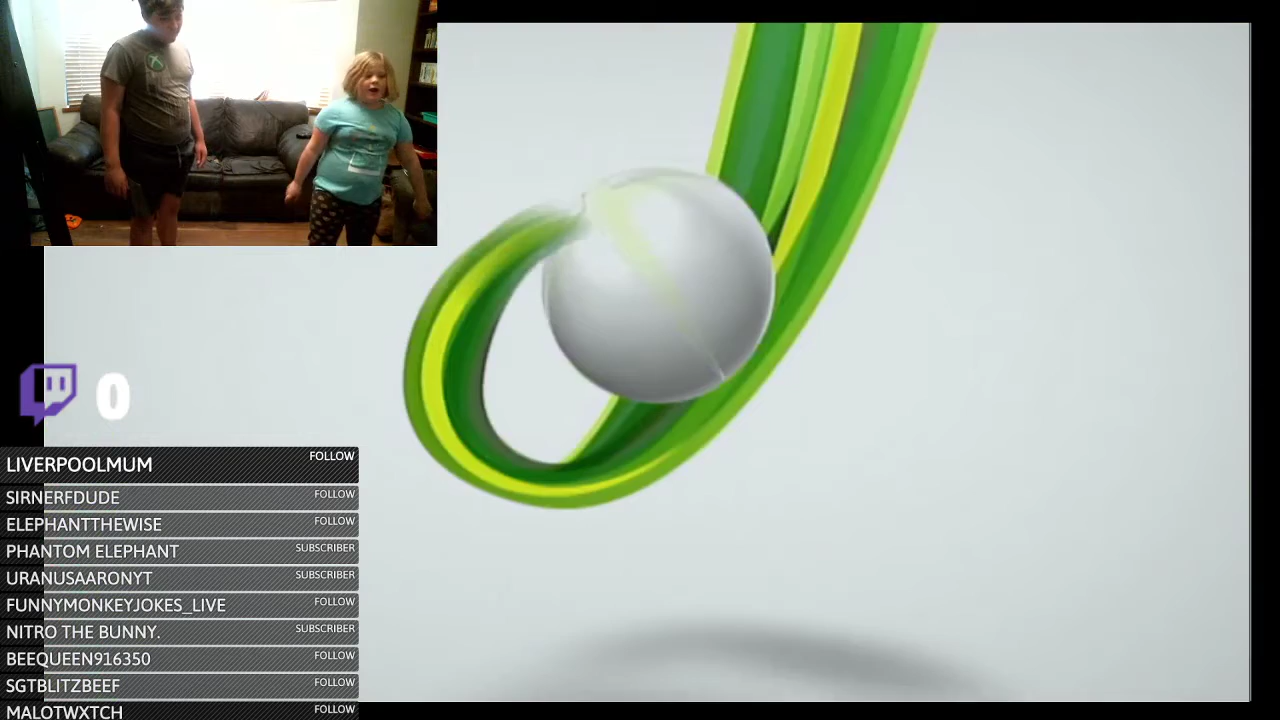 0
LIVERPOOLMUM FOLLOW
SIRNERFDUDE FOLLOW
ELEPHANTTHEWISE FOLLOW
PHANTOM ELEPHANT SUBSCRIBER
URANUSAARONYT SUBSCRIBER
FUNNYMONKEYJOKES_LIVE FOLLOW
NITRO THE BUNNY. SUBSCRIBER
BEEQUEEN916350 FOLLOW
SGTBLITZBEEF FOLLOW
MALOTWXTCH FOLLOW